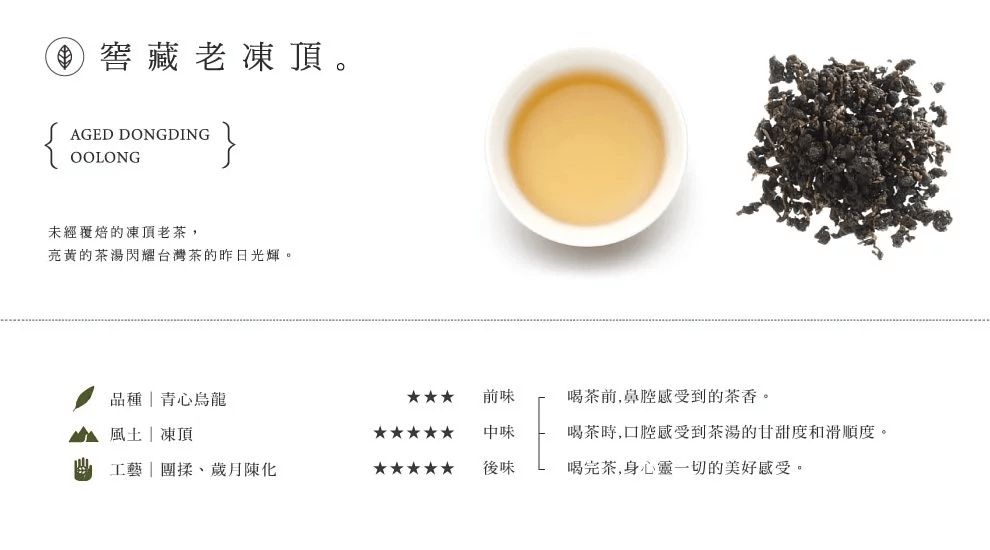 窖藏老凍頂。
AGED DONGDING
OOLONG
未經覆焙的凍頂老茶，
亮黃的茶湯閃耀台灣茶的昨日光輝。
品種｜青心烏龍
風土｜凍頂
工藝｜團揉、歲月陳化
★★★ 前味 喝茶前,鼻腔感受到的茶香。
★★★★★ 中味 喝茶時,口腔感受到茶湯的甘甜度和滑順度。
★★★★★ 後味 喝完茶,身心靈一切的美好感受。